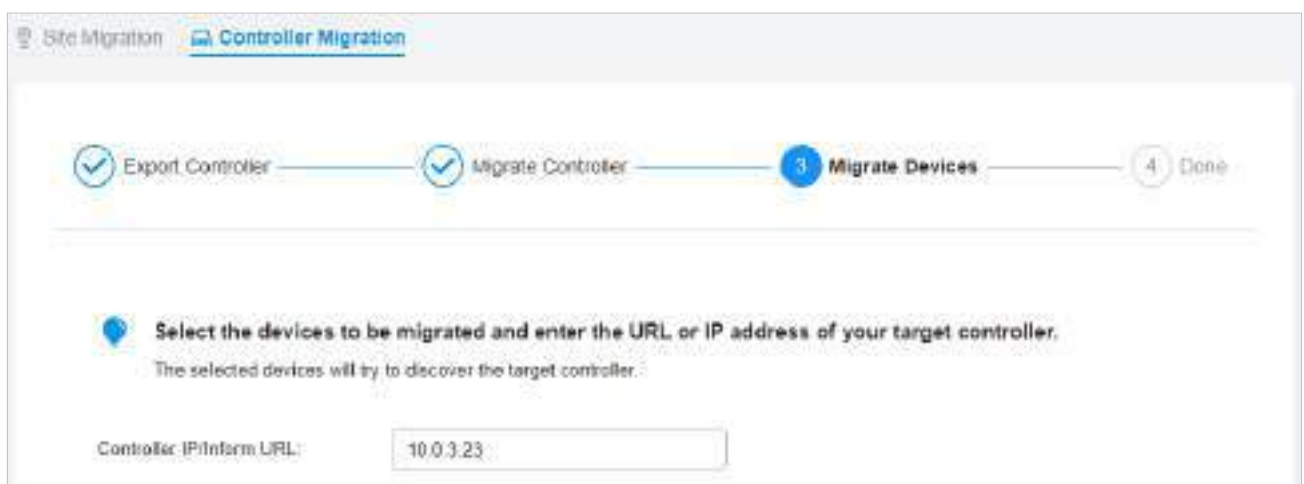 Site Migration Controller Migration
Export Controller Migrate Controller 3 Migrate Devices 4 Done
Select the devices to be migrated and enter the URL or IP address of your target controller.
The selected devices will try to discover the target controller.
Controller IP/Inform URL: 10.0.3.23